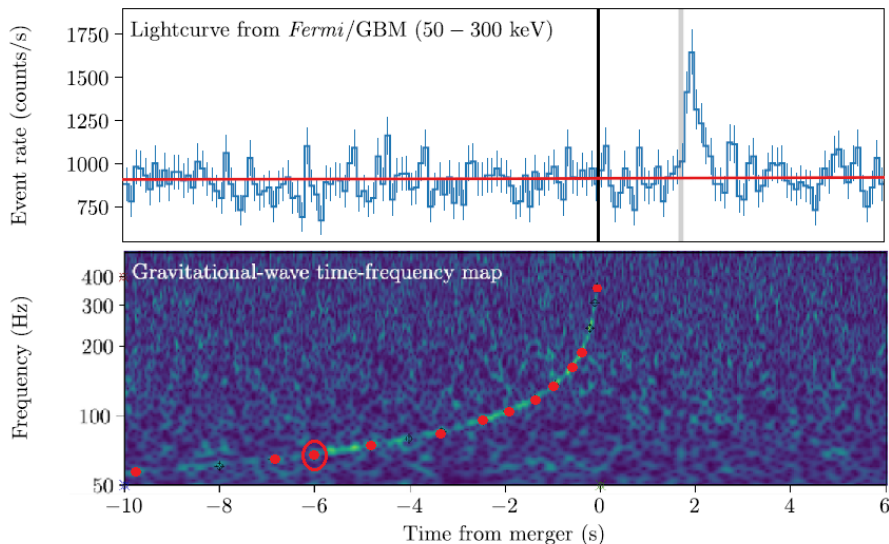 Lightcurve from Fermi/GBM (50 – 300 keV)
1750
1500
1250
1000
750
Event rate (counts/s)
Gravitational-wave time-frequency map
400
300
200
100
50
Frequency (Hz)
−10 −8 −6 −4 −2 0 2 4 6
Time from merger (s)